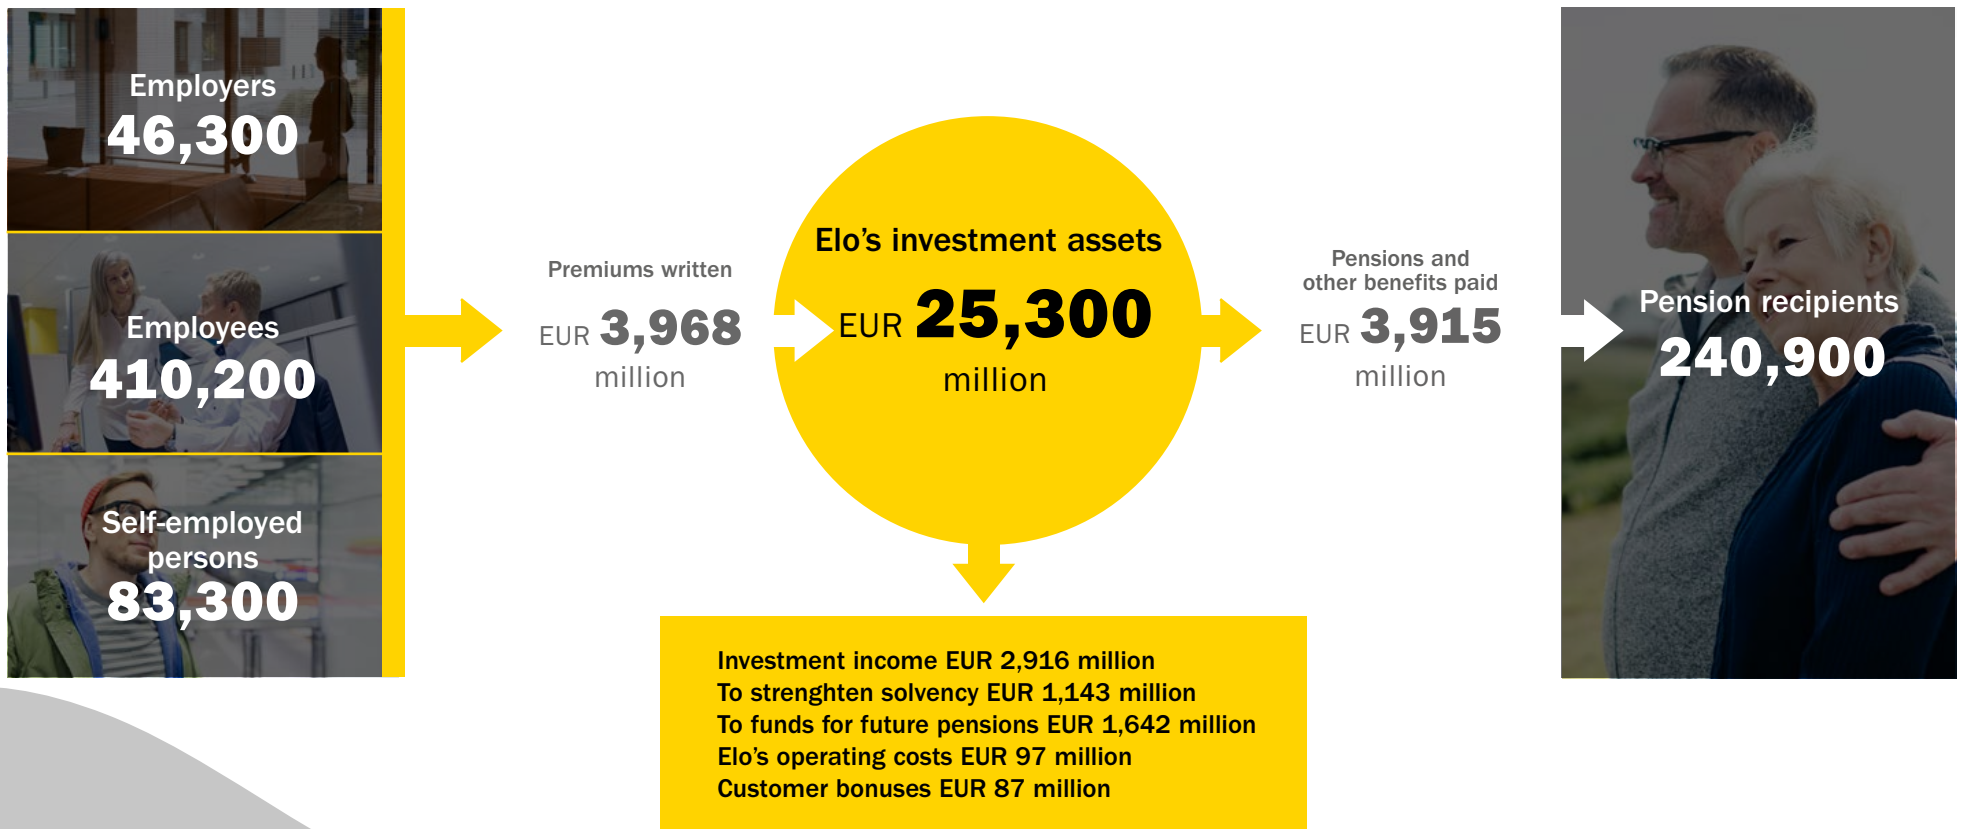 Employers
46,300
Employees
410,200
Self-employed
persons
83,300
Premiums written
EUR 3,968
million
Elo’s investment assets
EUR 25,300
million
Pensions and
other benefits paid
EUR 3,915
million
Pension recipients
240,900
Investment income EUR 2,916 million
To strenghten solvency EUR 1,143 million
To funds for future pensions EUR 1,642 million
Elo’s operating costs EUR 97 million
Customer bonuses EUR 87 million